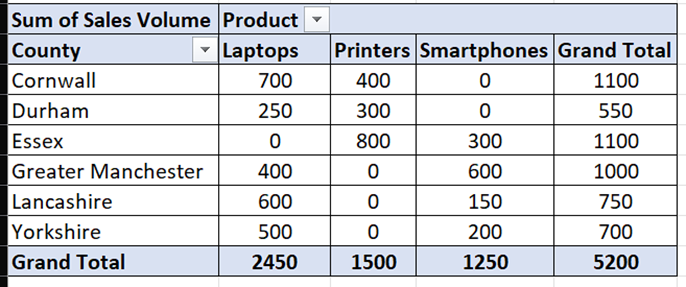 Sum of Sales Volume Product
County Laptops Printers Smartphones Grand Total
Cornwall 700 400 0 1100
Durham 250 300 0 550
Essex 0 800 300 1100
Greater Manchester 400 0 600 1000
Lancashire 600 0 150 750
Yorkshire 500 0 200 700
Grand Total 2450 1500 1250 5200